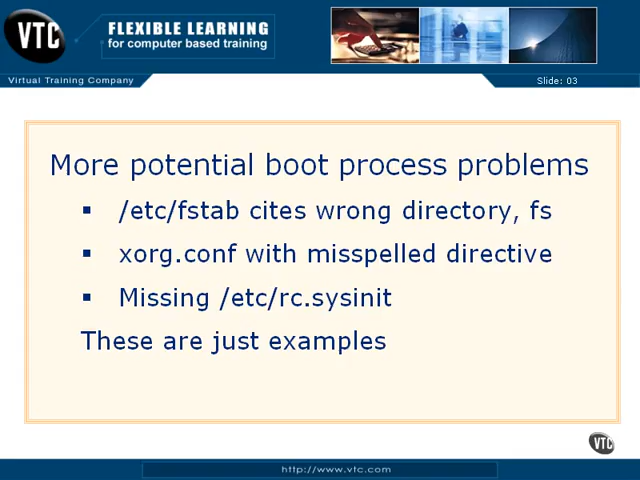 VTC
FLEXIBLE LEARNING
for computer based training
Virtual Training Company
Slide: 03
More potential boot process problems
▪ /etc/fstab cites wrong directory, fs
▪ xorg.conf with misspelled directive
▪ Missing /etc/rc.sysinit
These are just examples
VTC
http://www.vtc.com